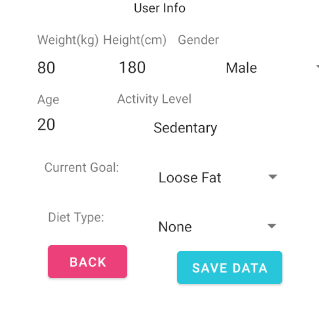 User Info
Weight(kg) Height(cm) Gender
80 180 Male
Age Activity Level
20 Sedentary
Current Goal: Loose Fat
Diet Type: None
BACK SAVE DATA